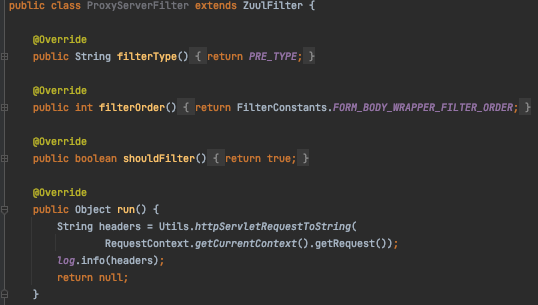 public class ProxyServerFilter extends ZuulFilter {
@Override
public String filterType() { return PRE_TYPE; }
@Override
public int filterOrder() { return FilterConstants.FORM_BODY_WRAPPER_FILTER_ORDER; }
@Override
public boolean shouldFilter() { return true; }
@Override
public Object run() {
String headers = Utils.httpServletRequestToString(
RequestContext.getCurrentContext().getRequest());
log.info(headers);
return null;
}